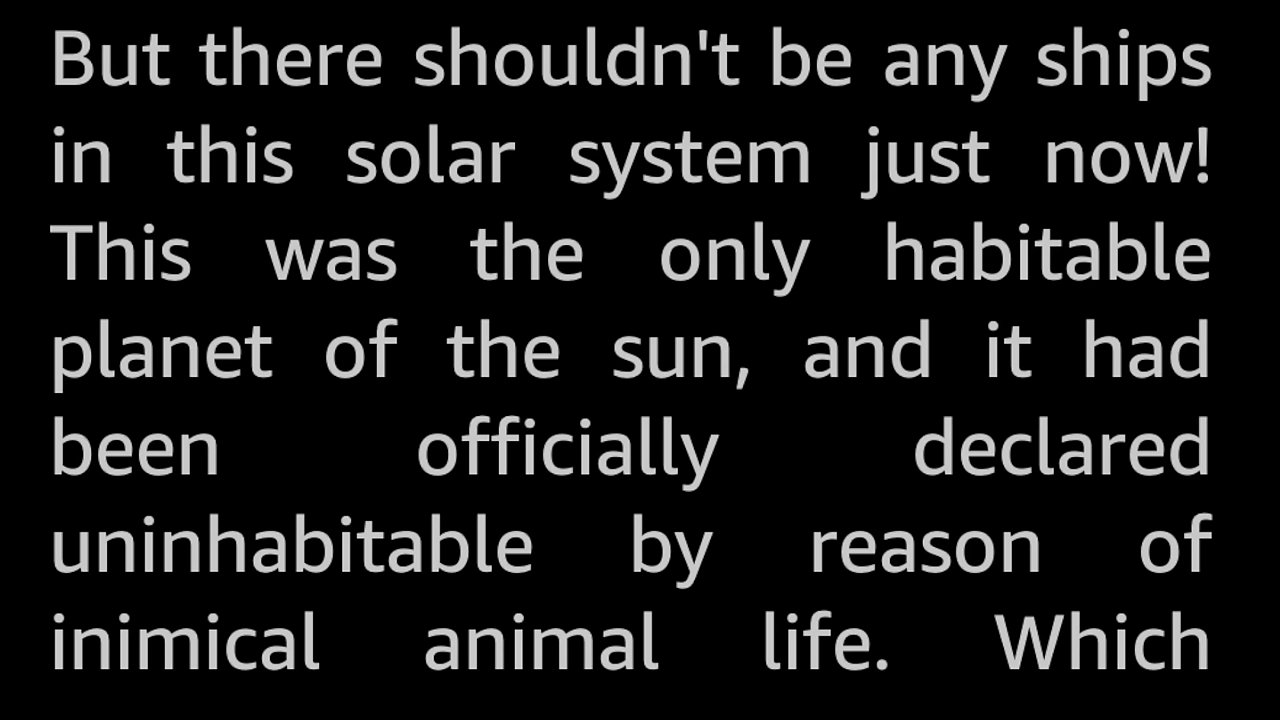 But there shouldn't be any ships
in this solar system just now!
This was the only habitable
planet of the sun, and it had
been officially declared
uninhabitable by reason of
inimical animal life. Which